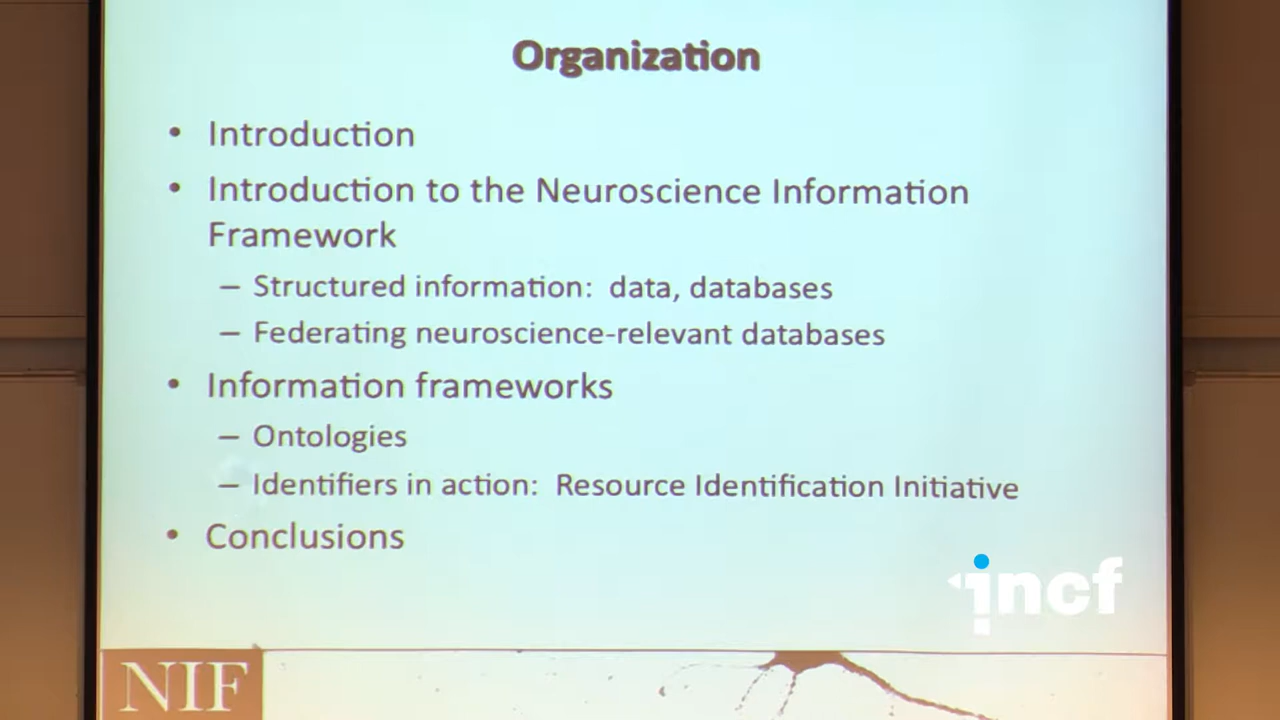 Organization
• Introduction
• Introduction to the Neuroscience Information
Framework
– Structured information: data, databases
– Federating neuroscience-relevant databases
• Information frameworks
– Ontologies
– Identifiers in action: Resource Identification Initiative
• Conclusions
incf
NIF